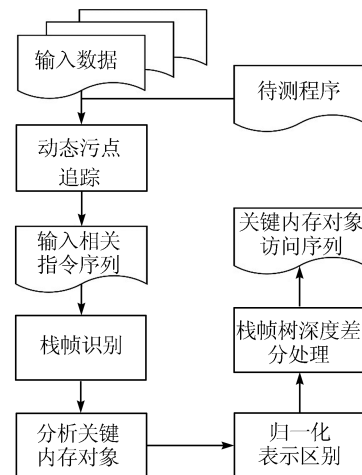 输入数据
待测程序
动态污点
追踪
输入相关
指令序列
栈帧识别
分析关键
内存对象
归一化
表示区别
栈帧树深度差
分处理
关键内存对象
访问序列